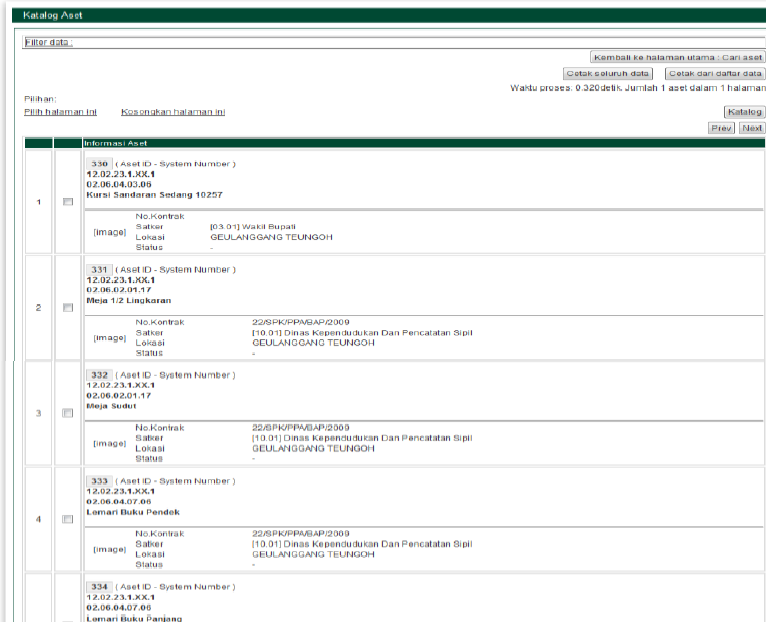 Katalog Aset
Filter data :
Kembali ke halaman utama : Cari aset
Cetak seluruh data Cetak dari daftar data
Waktu proses: 0.320detik. Jumlah 1 aset dalam 1 halaman
Pilihan:
Pilih halaman ini Kosongkan halaman ini
Katalog
Prev Next
Informasi Aset
330 ( Aset ID - System Number )
12.02.23.1.XX.1
02.06.04.03.06
Kursi Sandaran Sedang 10257
1
No.Kontrak
[image] Satker [03.01] Wakil Bupati
Lokasi GEULANGGANG TEUNGOH
Status -
331 ( Aset ID - System Number )
12.02.23.1.XX.1
02.06.02.01.17
Meja 1/2 Lingkaran
2
No.Kontrak 22/SPK/PPA/BAP/2009
[image] Satker [10.01] Dinas Kependudukan Dan Pencatatan Sipil
Lokasi GEULANGGANG TEUNGOH
Status -
332 ( Aset ID - System Number )
12.02.23.1.XX.1
02.06.02.01.17
Meja Sudut
3
No.Kontrak 22/SPK/PPA/BAP/2009
[image] Satker [10.01] Dinas Kependudukan Dan Pencatatan Sipil
Lokasi GEULANGGANG TEUNGOH
Status -
333 ( Aset ID - System Number )
12.02.23.1.XX.1
02.06.04.07.06
Lemari Buku Pendek
4
No.Kontrak 22/SPK/PPA/BAP/2009
[image] Satker [10.01] Dinas Kependudukan Dan Pencatatan Sipil
Lokasi GEULANGGANG TEUNGOH
Status -
334 ( Aset ID - System Number )
12.02.23.1.XX.1
02.06.04.07.06
Lemari Buku Panjang